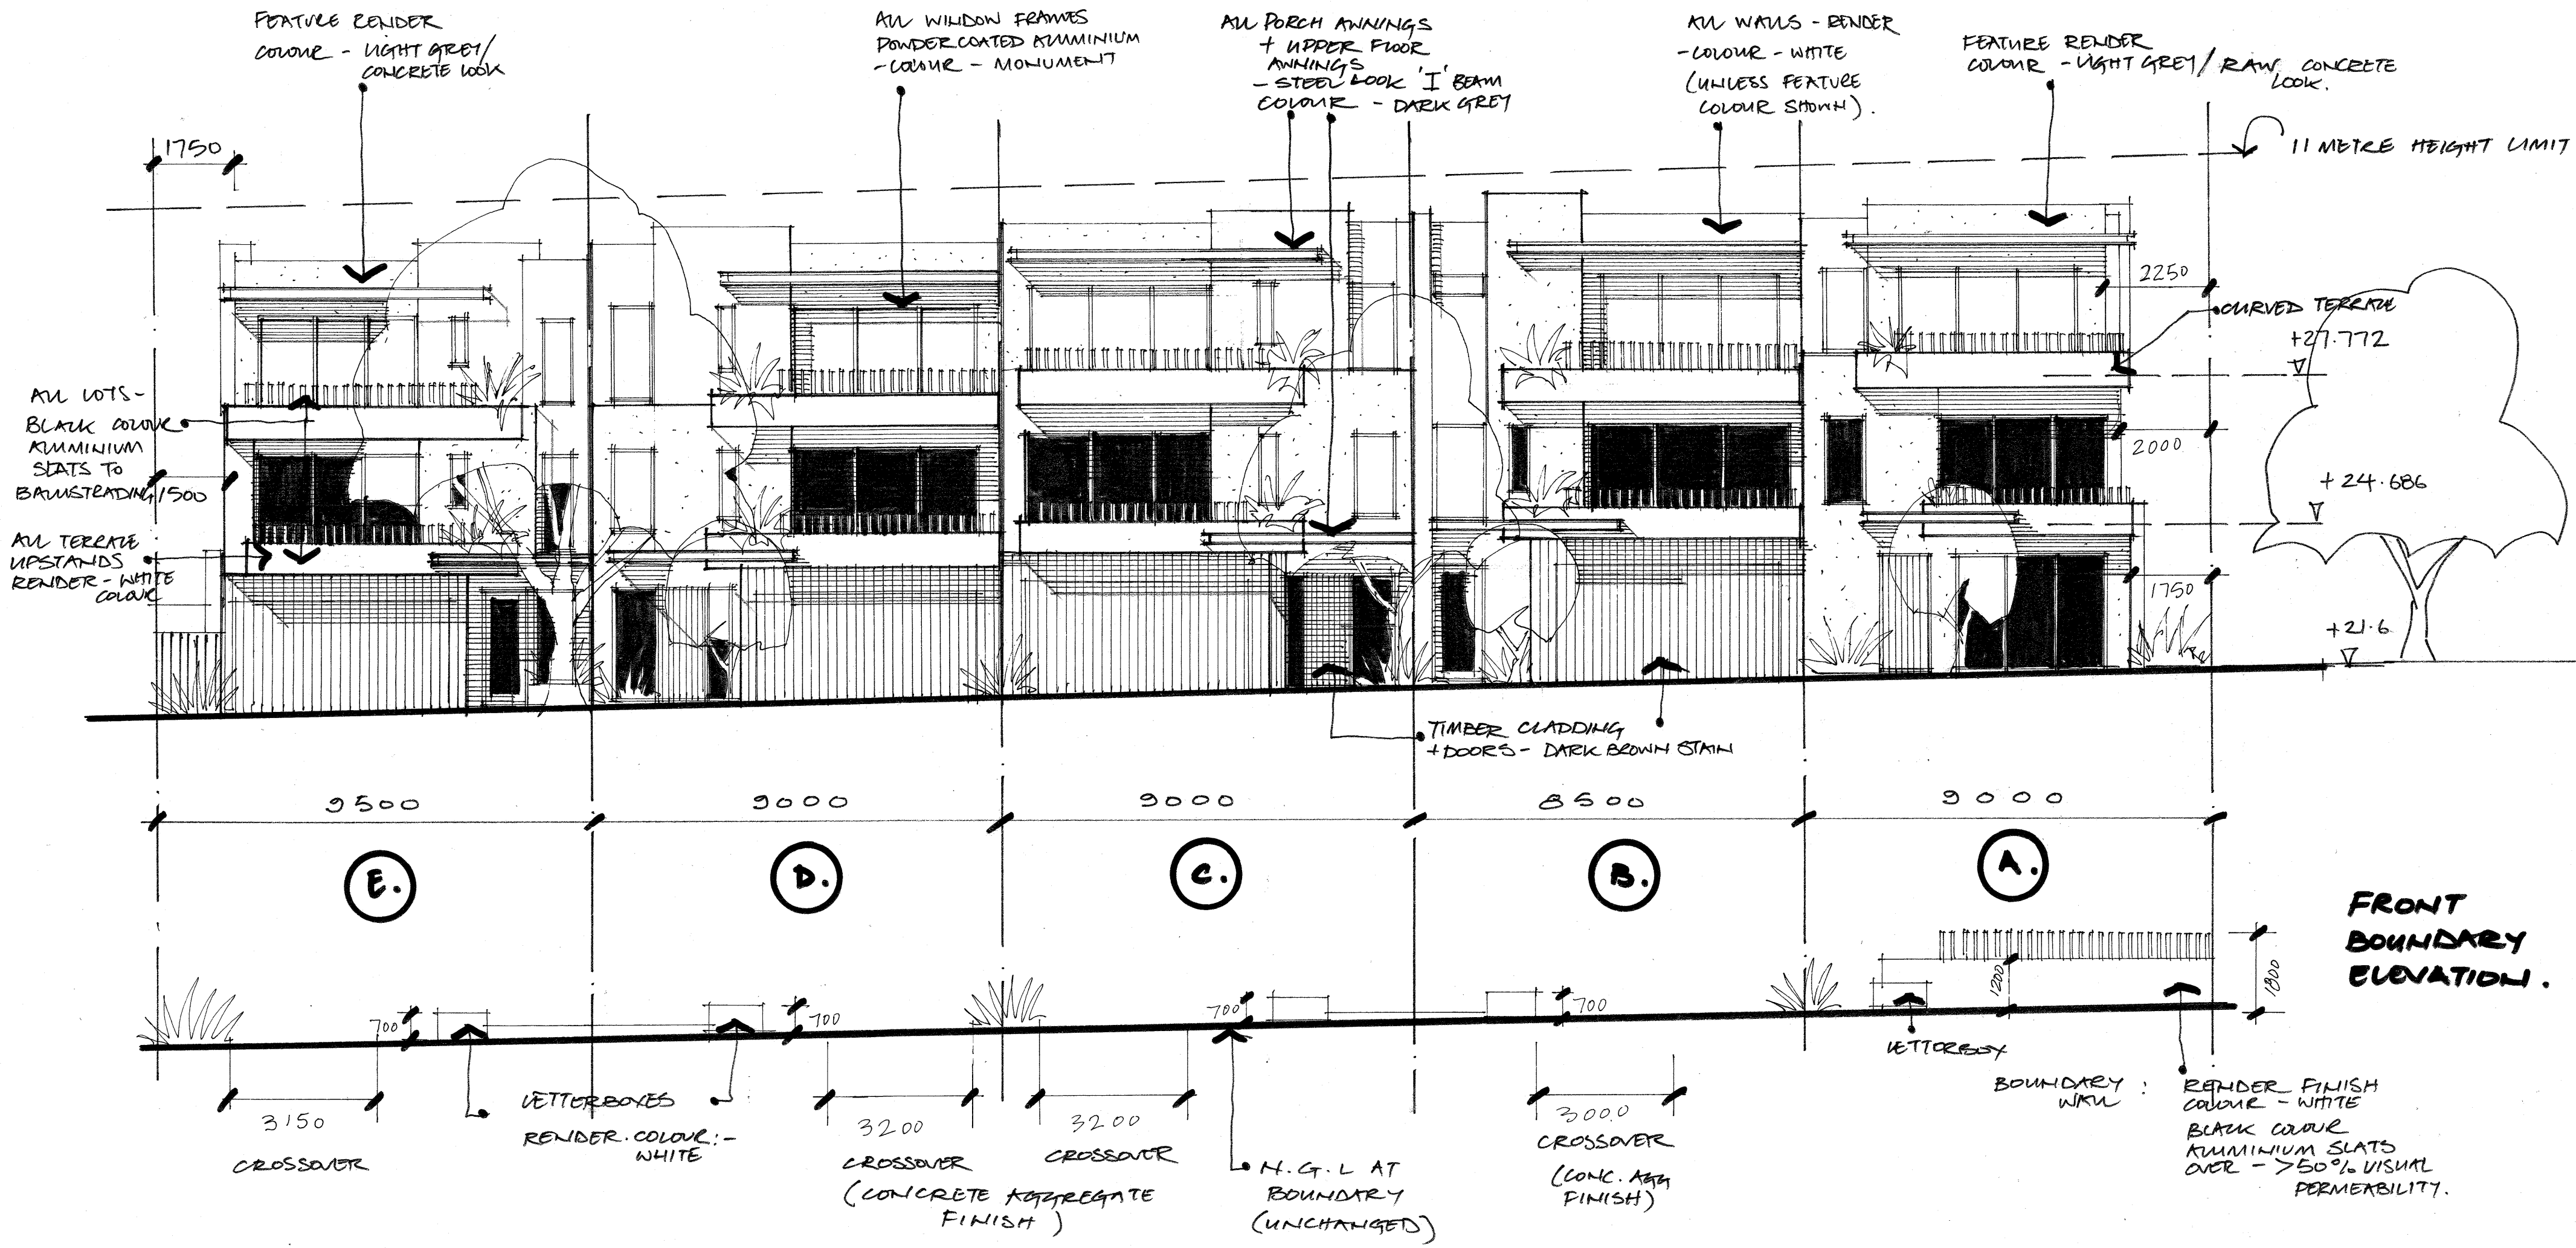 FEATURE RENDER
COLOUR - LIGHT GREY/
CONCRETE LOOK
ALL WINDOW FRAMES
POWDERCOATED ALUMINIUM
- COLOUR - MONUMENT
ALL PORCH AWNINGS
+ UPPER FLOOR
AWNINGS
- STEEL LOOK 'I' BEAM
COLOUR - DARK GREY
ALL WALLS - RENDER
- COLOUR - WHITE
(UNLESS FEATURE
COLOUR SHOWN).
FEATURE RENDER
COLOUR - LIGHT GREY/ RAW CONCRETE
LOOK.
11 METRE HEIGHT LIMIT
1750
2250
CURVED TERRACE
+27.772
ALL LOTS -
BLACK COLOUR
ALUMINIUM
SLATS TO
BALUSTRADING
1500
2000
+24.686
ALL TERRACE
UPSTANDS
RENDER - WHITE
COLOUR
1750
+21.6
TIMBER CLADDING
+ DOORS - DARK BROWN STAIN
9500
9000
9000
8500
9000
E.
D.
C.
B.
A.
FRONT
BOUNDARY
ELEVATION.
700
700
700
700
1200
1800
LETTERBOX
3150
CROSSOVER
LETTERBOXES
RENDER. COLOUR:-
WHITE
3200
CROSSOVER
(CONCRETE AGGREGATE
FINISH)
3200
CROSSOVER
N.G.L AT
BOUNDARY
(UNCHANGED)
3000
CROSSOVER
(CONC. AGG
FINISH)
BOUNDARY :
WALL
RENDER FINISH
COLOUR - WHITE
BLACK COLOUR
ALUMINIUM SLATS
OVER - >50% VISUAL
PERMEABILITY.